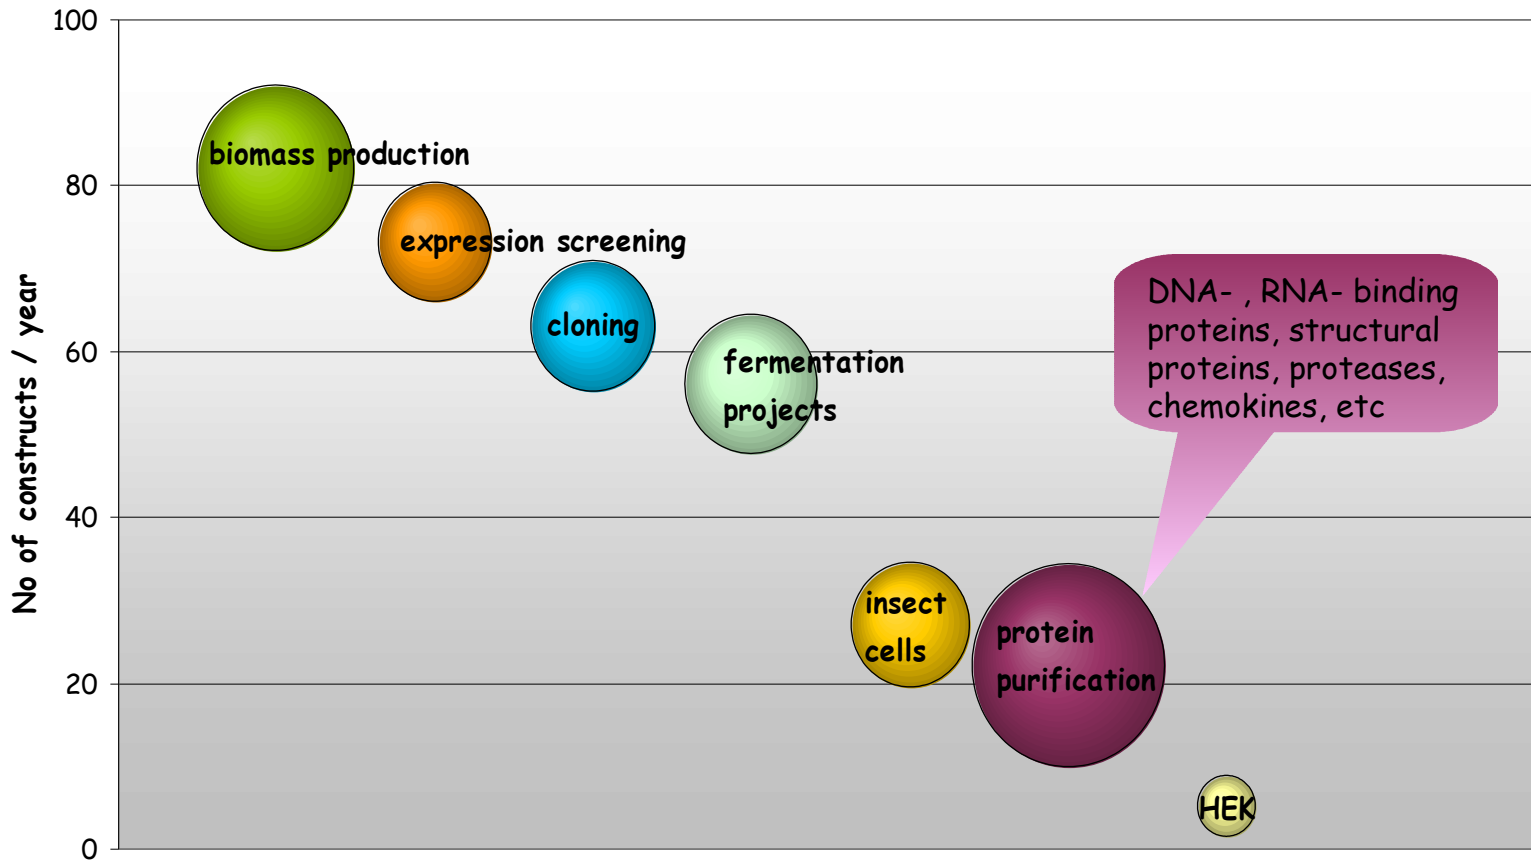 100
80
60
40
20
0
No of constructs / year
biomass production
expression screening
cloning
fermentation
projects
insect
cells
protein
purification
HEK
DNA- , RNA- binding
proteins, structural
proteins, proteases,
chemokines, etc